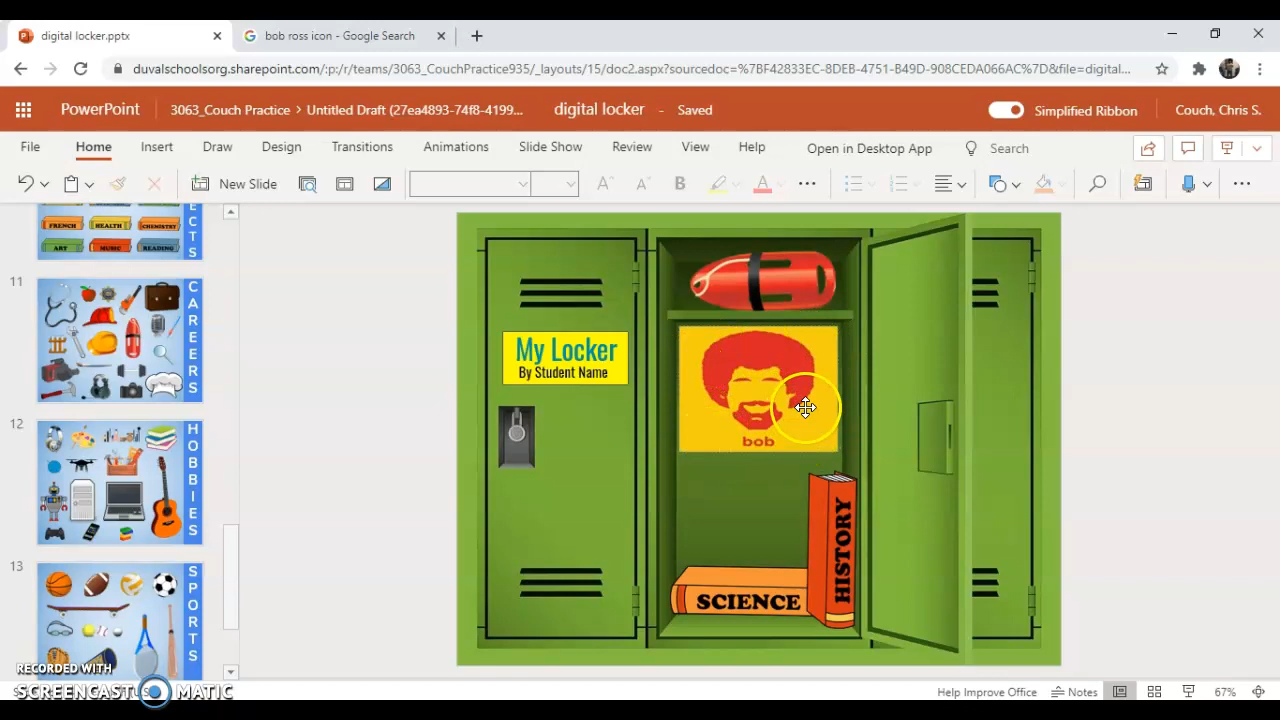 digital locker.pptx
bob ross icon - Google Search
duvalschoolsorg.sharepoint.com/:p:/r/teams/3063_CouchPractice935/_layouts/15/doc2.aspx?sourcedoc=%7BF42833EC-8DEB-4751-B49D-908CEDA066AC%7D&file=digital...
PowerPoint
3063_Couch Practice > Untitled Draft (27ea4893-74f8-4199...
digital locker - Saved
Simplified Ribbon
Couch, Chris S.
File Home Insert Draw Design Transitions Animations Slide Show Review View Help Open in Desktop App Search
New Slide
FRENCH HEALTH CHEMISTRY
ART MUSIC READING
ECTS
11
CAREERS
12
HOBBIES
13
SPORTS
My Locker
By Student Name
bob
SCIENCE
HISTORY
RECORDED WITH
SCREENCAST MATIC
Help Improve Office
Notes
67%